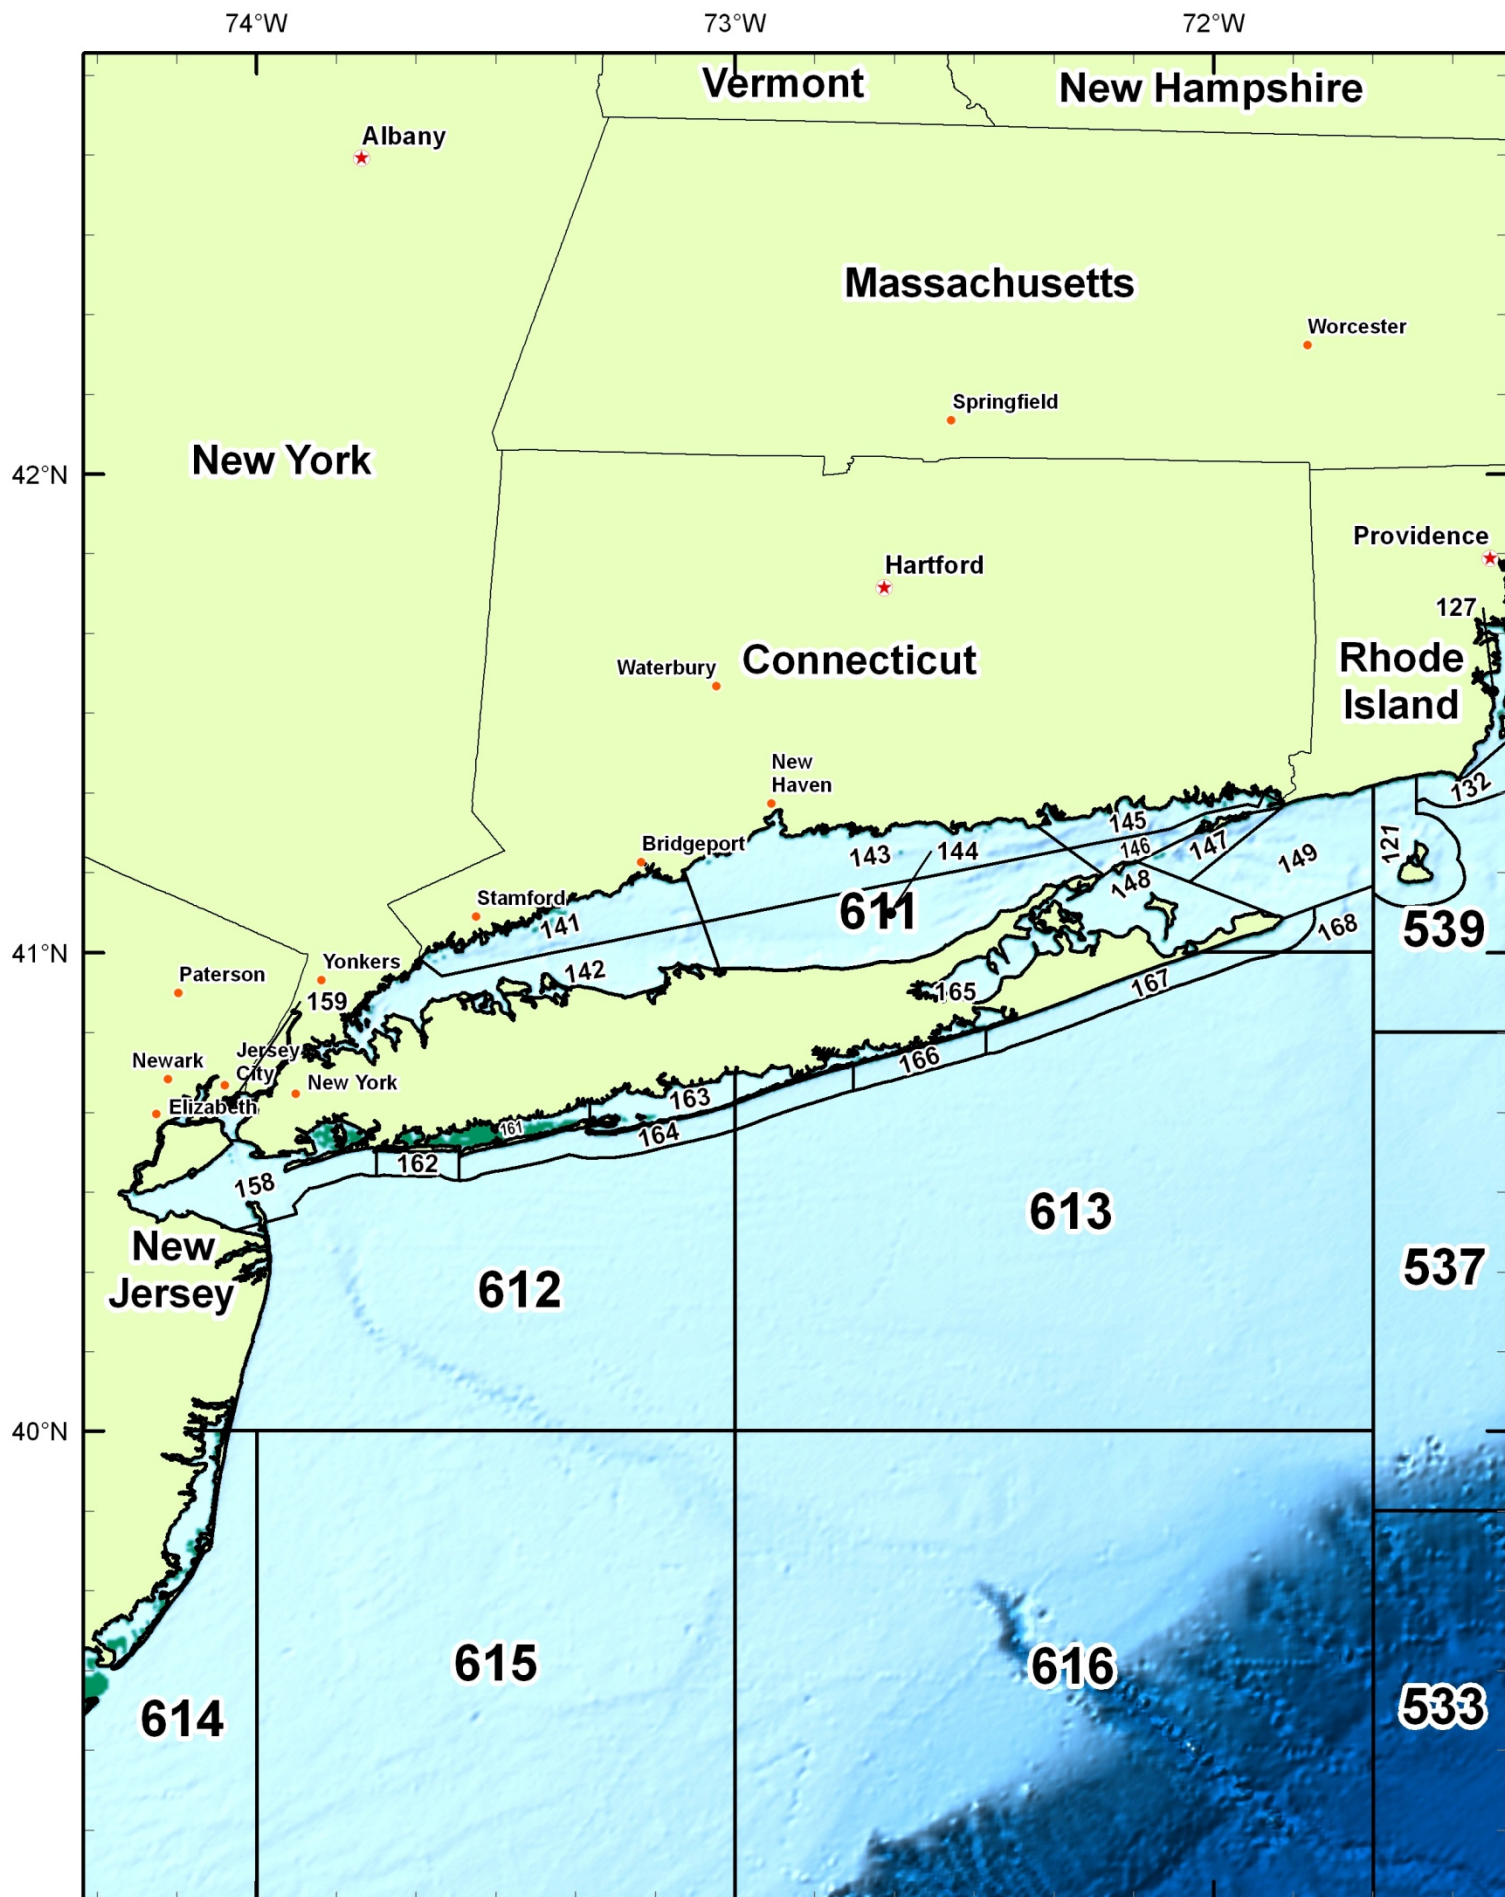 74°W
73°W
72°W
Vermont
New Hampshire
Albany
Massachusetts
Worcester
Springfield
New York
42°N
Providence
Hartford
127
Connecticut
Rhode
Island
Waterbury
New
Haven
132
145
121
Bridgeport
143
144
146
147
149
148
Stamford
141
611
168
539
41°N
142
Yonkers
Paterson
159
165
167
Jersey
City
Newark
New York
166
Elizabeth
163
161
164
162
158
New
Jersey
613
612
537
40°N
615
616
614
533